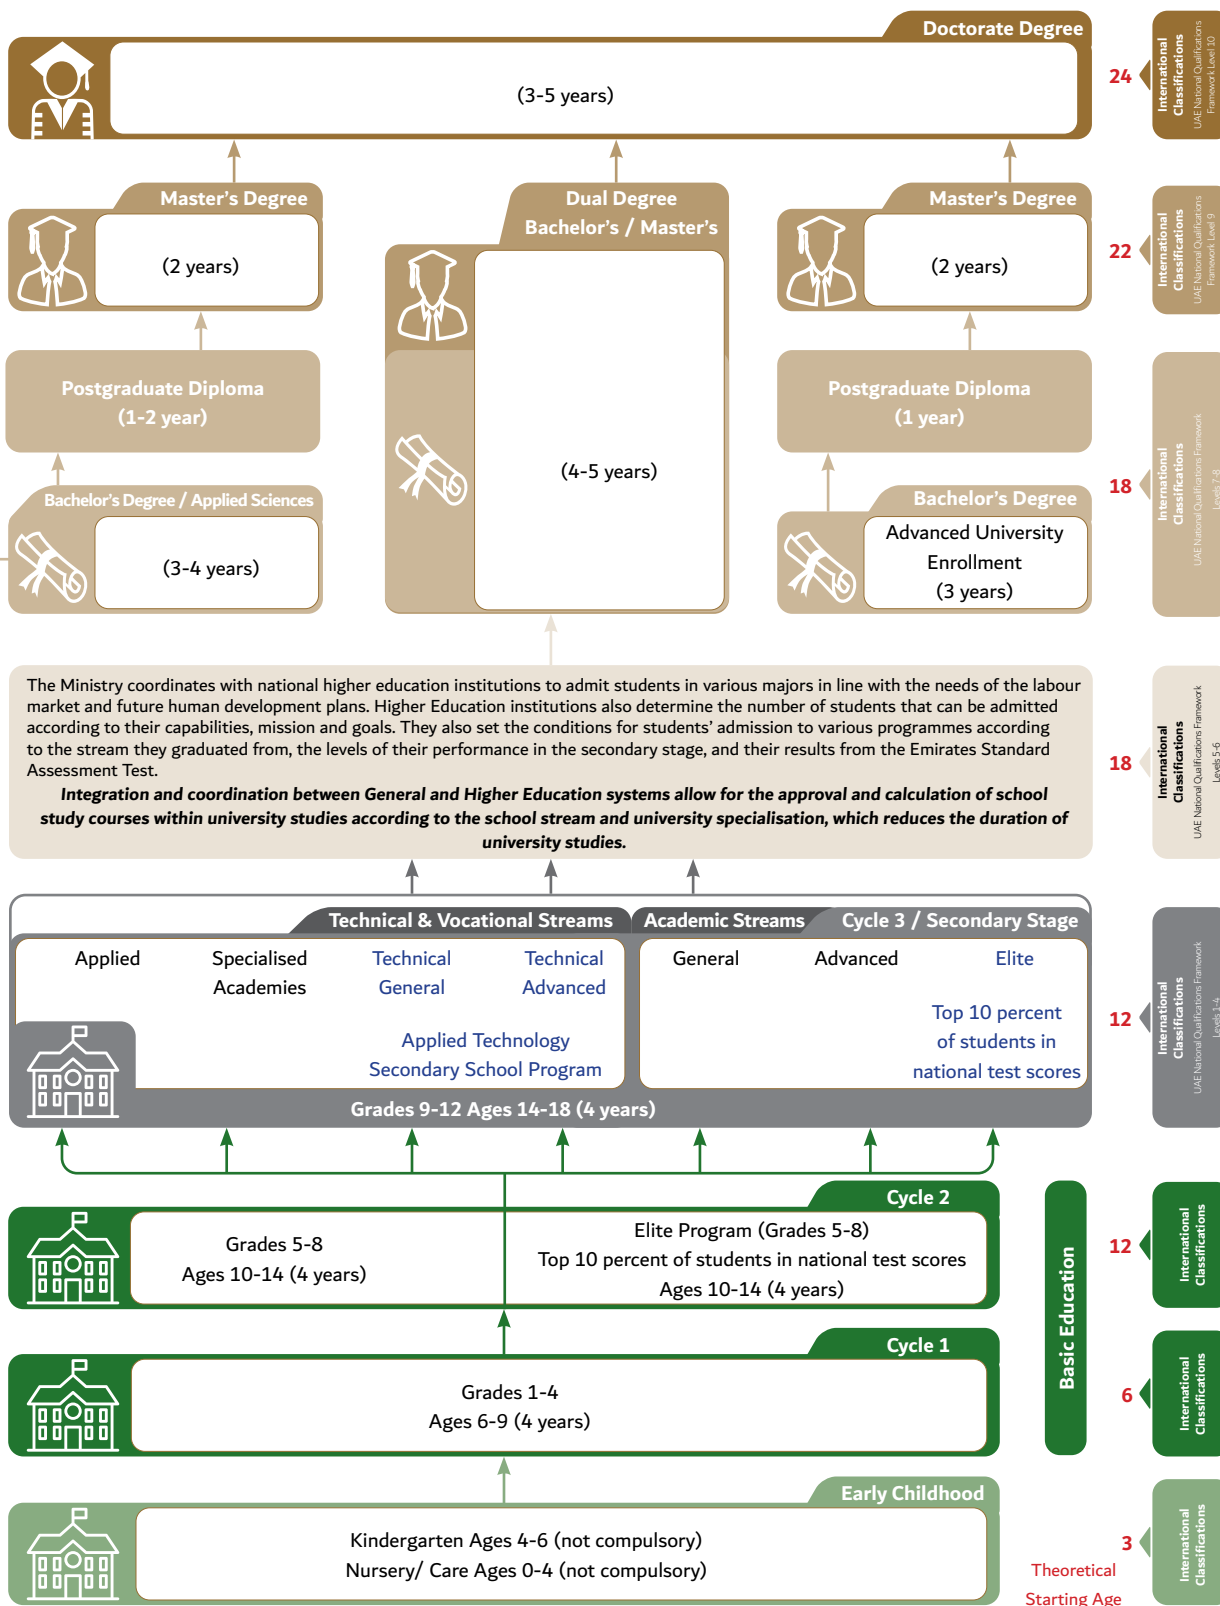 Doctorate Degree
(3-5 years)
24
International
Classifications
UAE National Qualifications
Framework Level 10
Master's Degree
(2 years)
Dual Degree
Bachelor's / Master's
(4-5 years)
Master's Degree
(2 years)
22
International
Classifications
UAE National Qualifications
Framework Level 9
Postgraduate Diploma
(1-2 year)
Postgraduate Diploma
(1 year)
Bachelor's Degree / Applied Sciences
(3-4 years)
Bachelor's Degree
Advanced University
Enrollment
(3 years)
18
International
Classifications
UAE National Qualifications Framework
Levels 7-8
The Ministry coordinates with national higher education institutions to admit students in various majors in line with the needs of the labour
market and future human development plans. Higher Education institutions also determine the number of students that can be admitted
according to their capabilities, mission and goals. They also set the conditions for students' admission to various programmes according
to the stream they graduated from, the levels of their performance in the secondary stage, and their results from the Emirates Standard
Assessment Test.
Integration and coordination between General and Higher Education systems allow for the approval and calculation of school
study courses within university studies according to the school stream and university specialisation, which reduces the duration of
university studies.
18
International
Classifications
UAE National Qualifications Framework
Levels 5-6
Technical & Vocational Streams
Academic Streams
Cycle 3 / Secondary Stage
Applied
Specialised
Academies
Technical
General
Technical
Advanced
Applied Technology
Secondary School Program
General
Advanced
Elite
Top 10 percent
of students in
national test scores
Grades 9-12 Ages 14-18 (4 years)
12
International
Classifications
UAE National Qualifications Framework
Levels 1-4
Cycle 2
Grades 5-8
Ages 10-14 (4 years)
Elite Program (Grades 5-8)
Top 10 percent of students in national test scores
Ages 10-14 (4 years)
12
International
Classifications
Basic Education
Cycle 1
Grades 1-4
Ages 6-9 (4 years)
6
International
Classifications
Early Childhood
Kindergarten Ages 4-6 (not compulsory)
Nursery/ Care Ages 0-4 (not compulsory)
3
Theoretical
Starting Age
International
Classifications